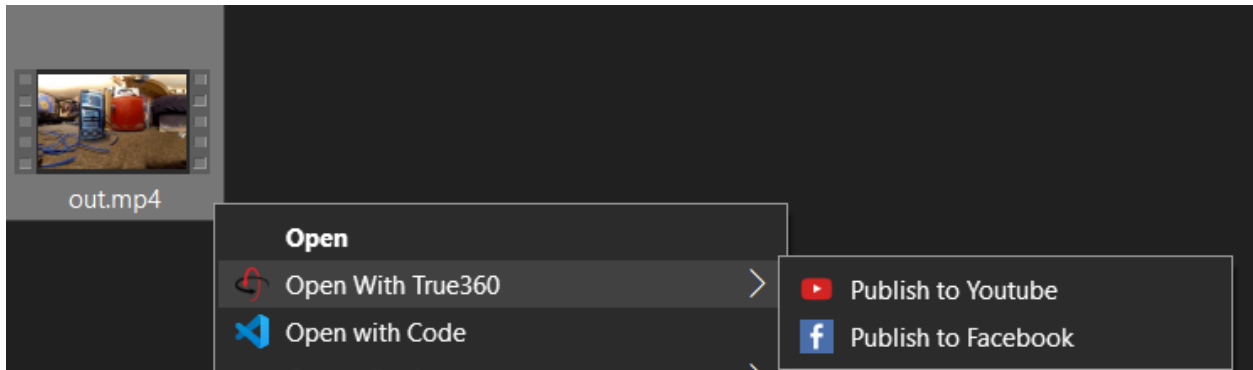 out.mp4
Open
Open With True360
Publish to Youtube
Open with Code
Publish to Facebook